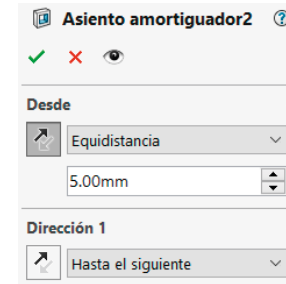 Asiento amortiguador2
Desde
Equidistancia
5.00mm
Dirección 1
Hasta el siguiente